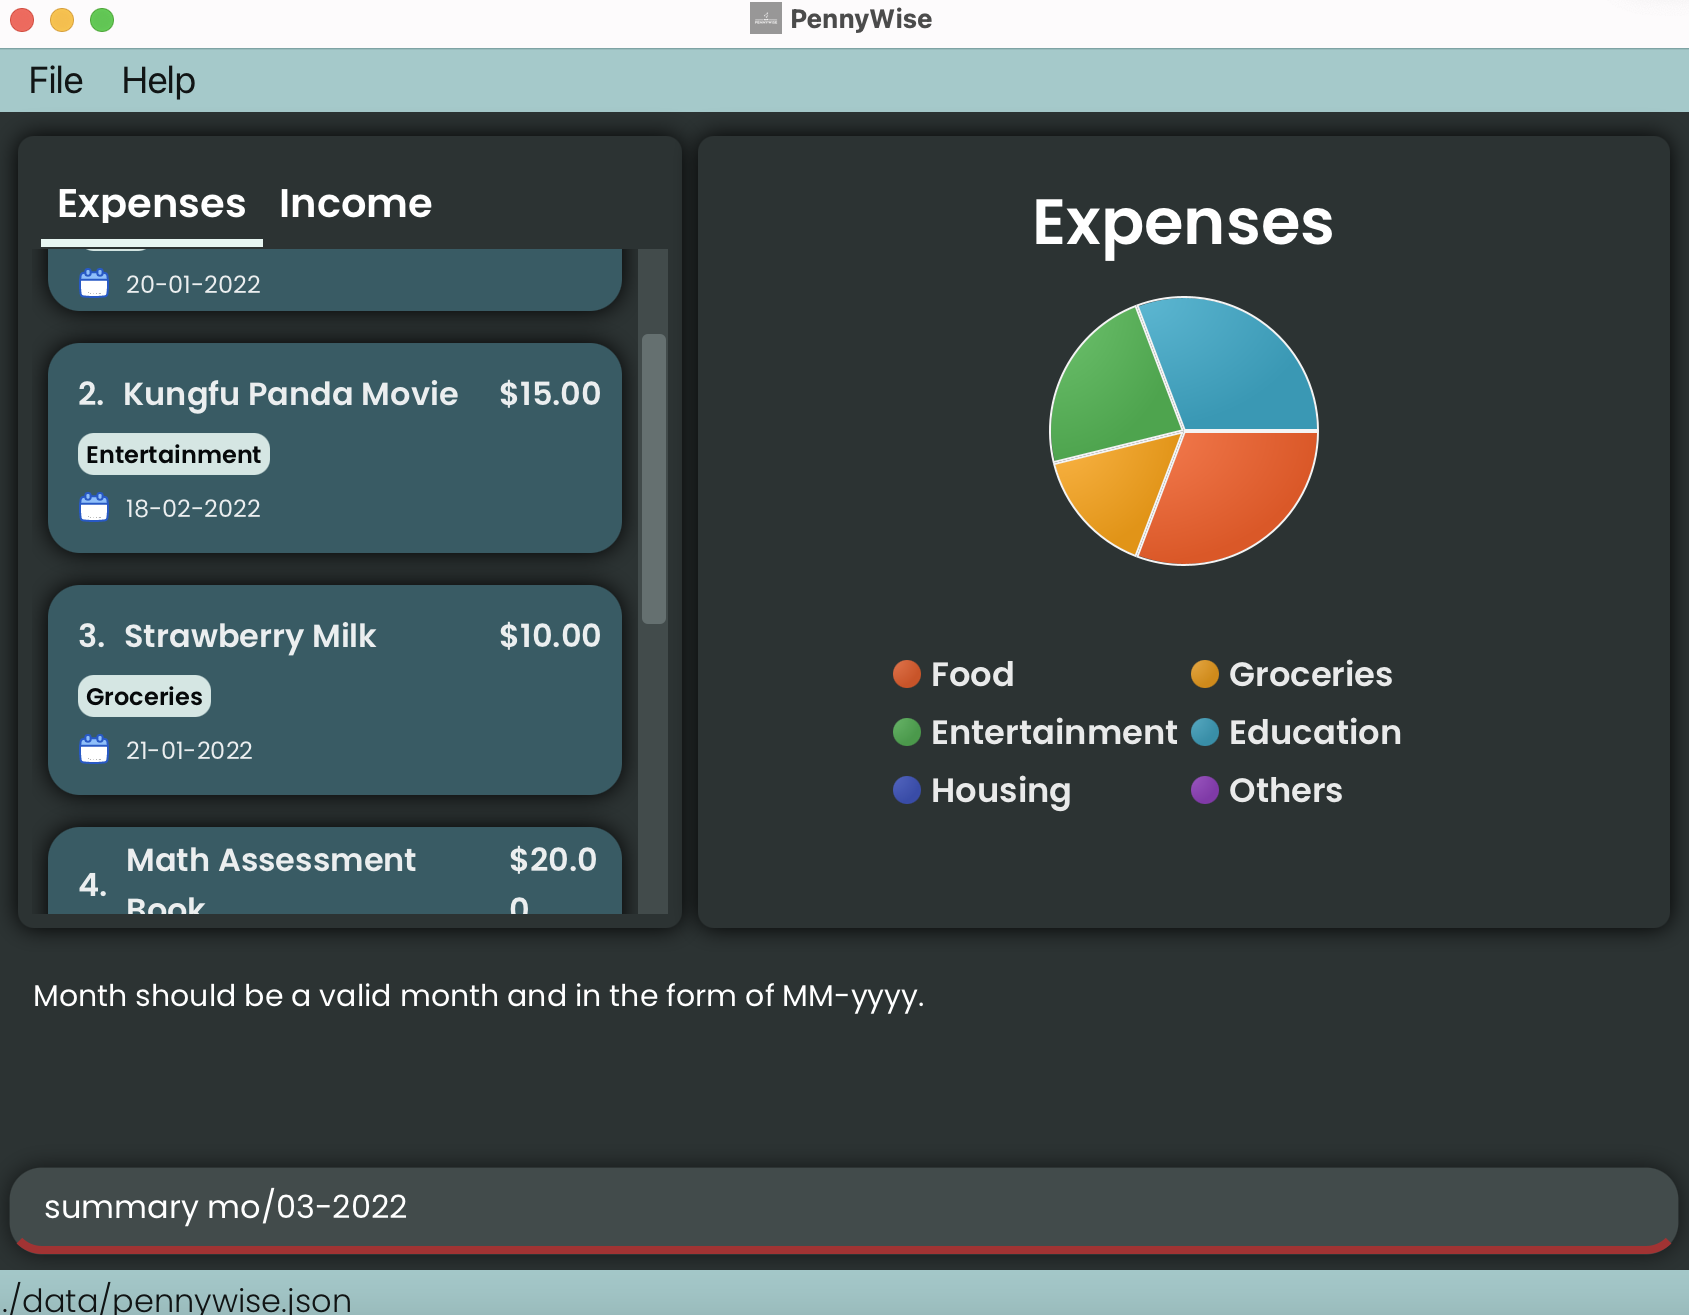 PennyWise
File Help
Expenses Income
20-01-2022
2. Kungfu Panda Movie $15.00
Entertainment
18-02-2022
3. Strawberry Milk $10.00
Groceries
21-01-2022
4. Math Assessment $20.0
Book 0
Expenses
Food Groceries
Entertainment Education
Housing Others
Month should be a valid month and in the form of MM-yyyy.
summary mo/03-2022
./data/pennywise.json